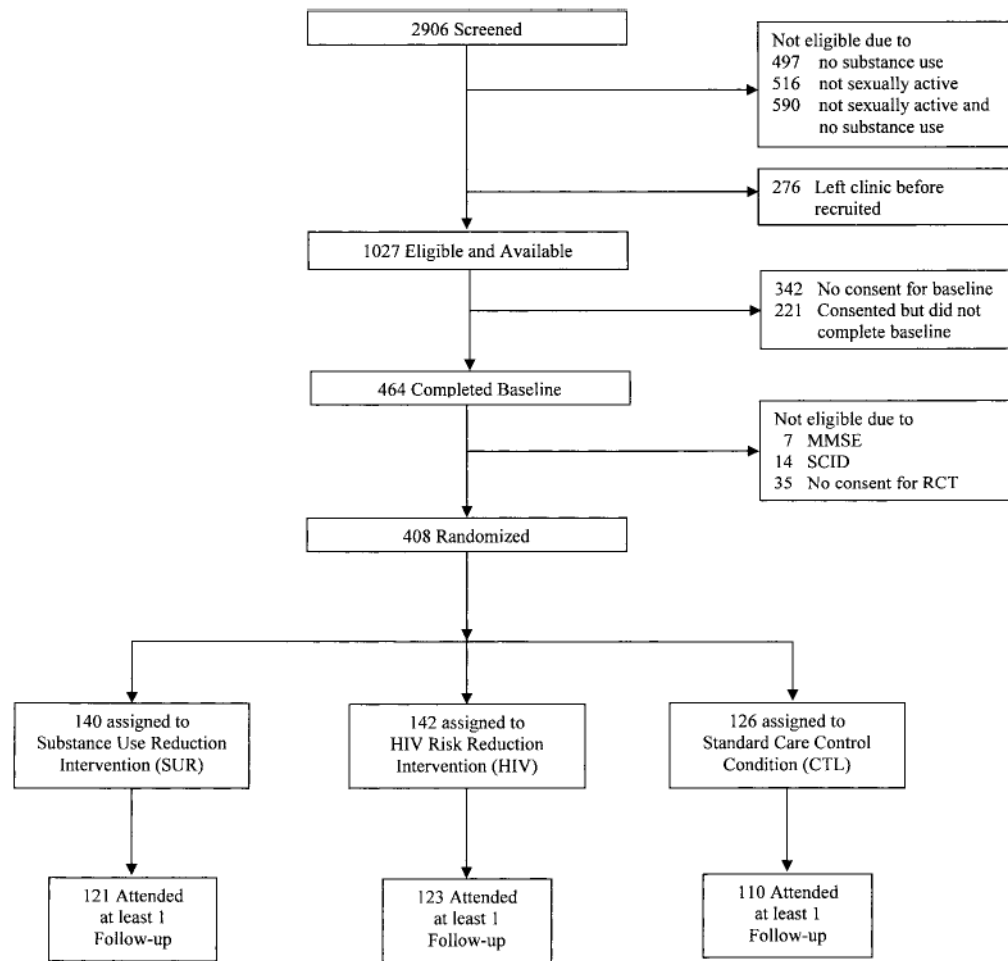 2906 Screened
Not eligible due to
497 no substance use
516 not sexually active
590 not sexually active and
no substance use
276 Left clinic before
recruited
1027 Eligible and Available
342 No consent for baseline
221 Consented but did not
complete baseline
464 Completed Baseline
Not eligible due to
7 MMSE
14 SCID
35 No consent for RCT
408 Randomized
140 assigned to
Substance Use Reduction
Intervention (SUR)
142 assigned to
HIV Risk Reduction
Intervention (HIV)
126 assigned to
Standard Care Control
Condition (CTL)
121 Attended
at least 1
Follow-up
123 Attended
at least 1
Follow-up
110 Attended
at least 1
Follow-up